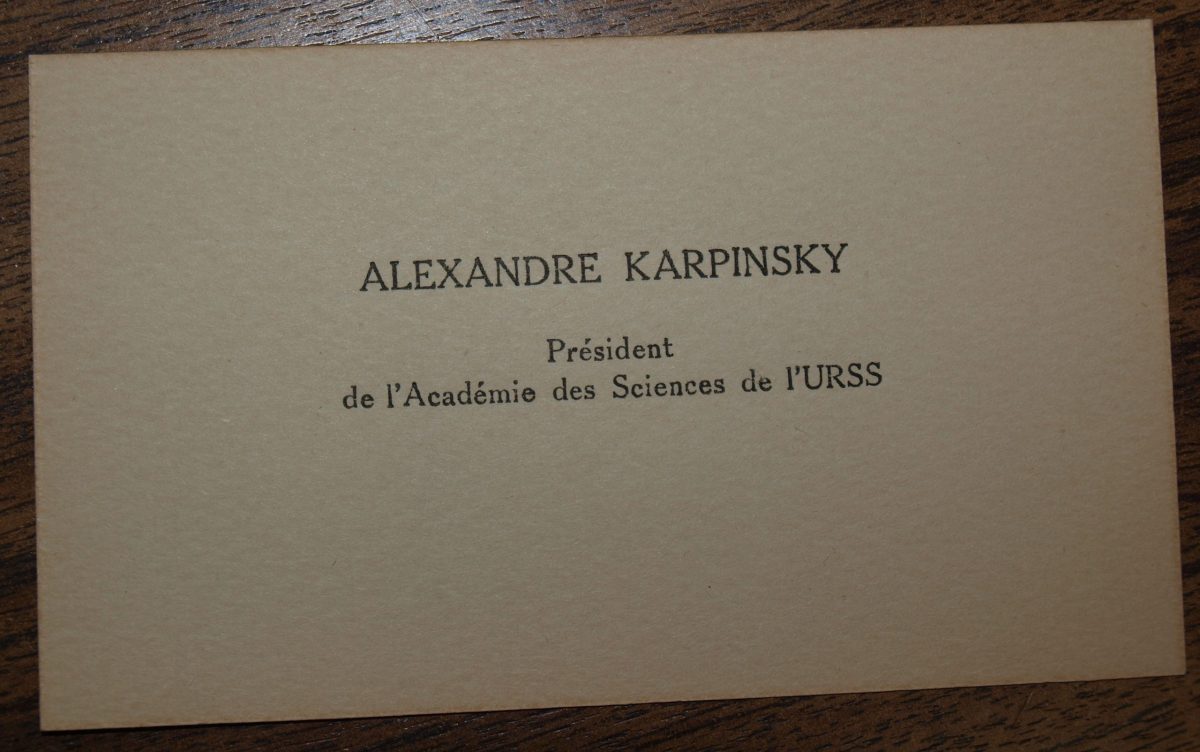 ALEXANDRE KARPINSKY
Président
de l'Académie des Sciences de l'URSS